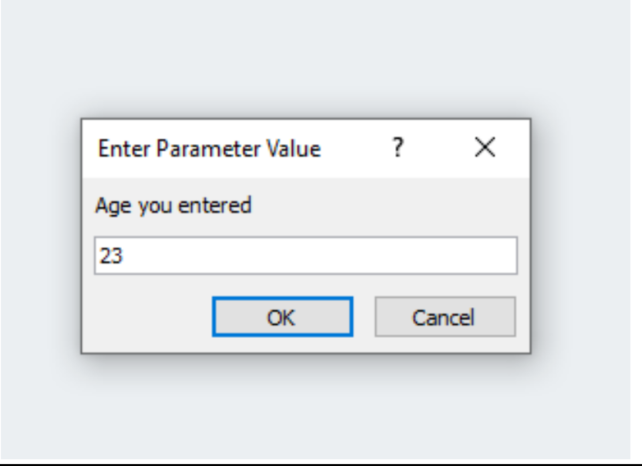 Enter Parameter Value ?
Age you entered
23
OK Cancel